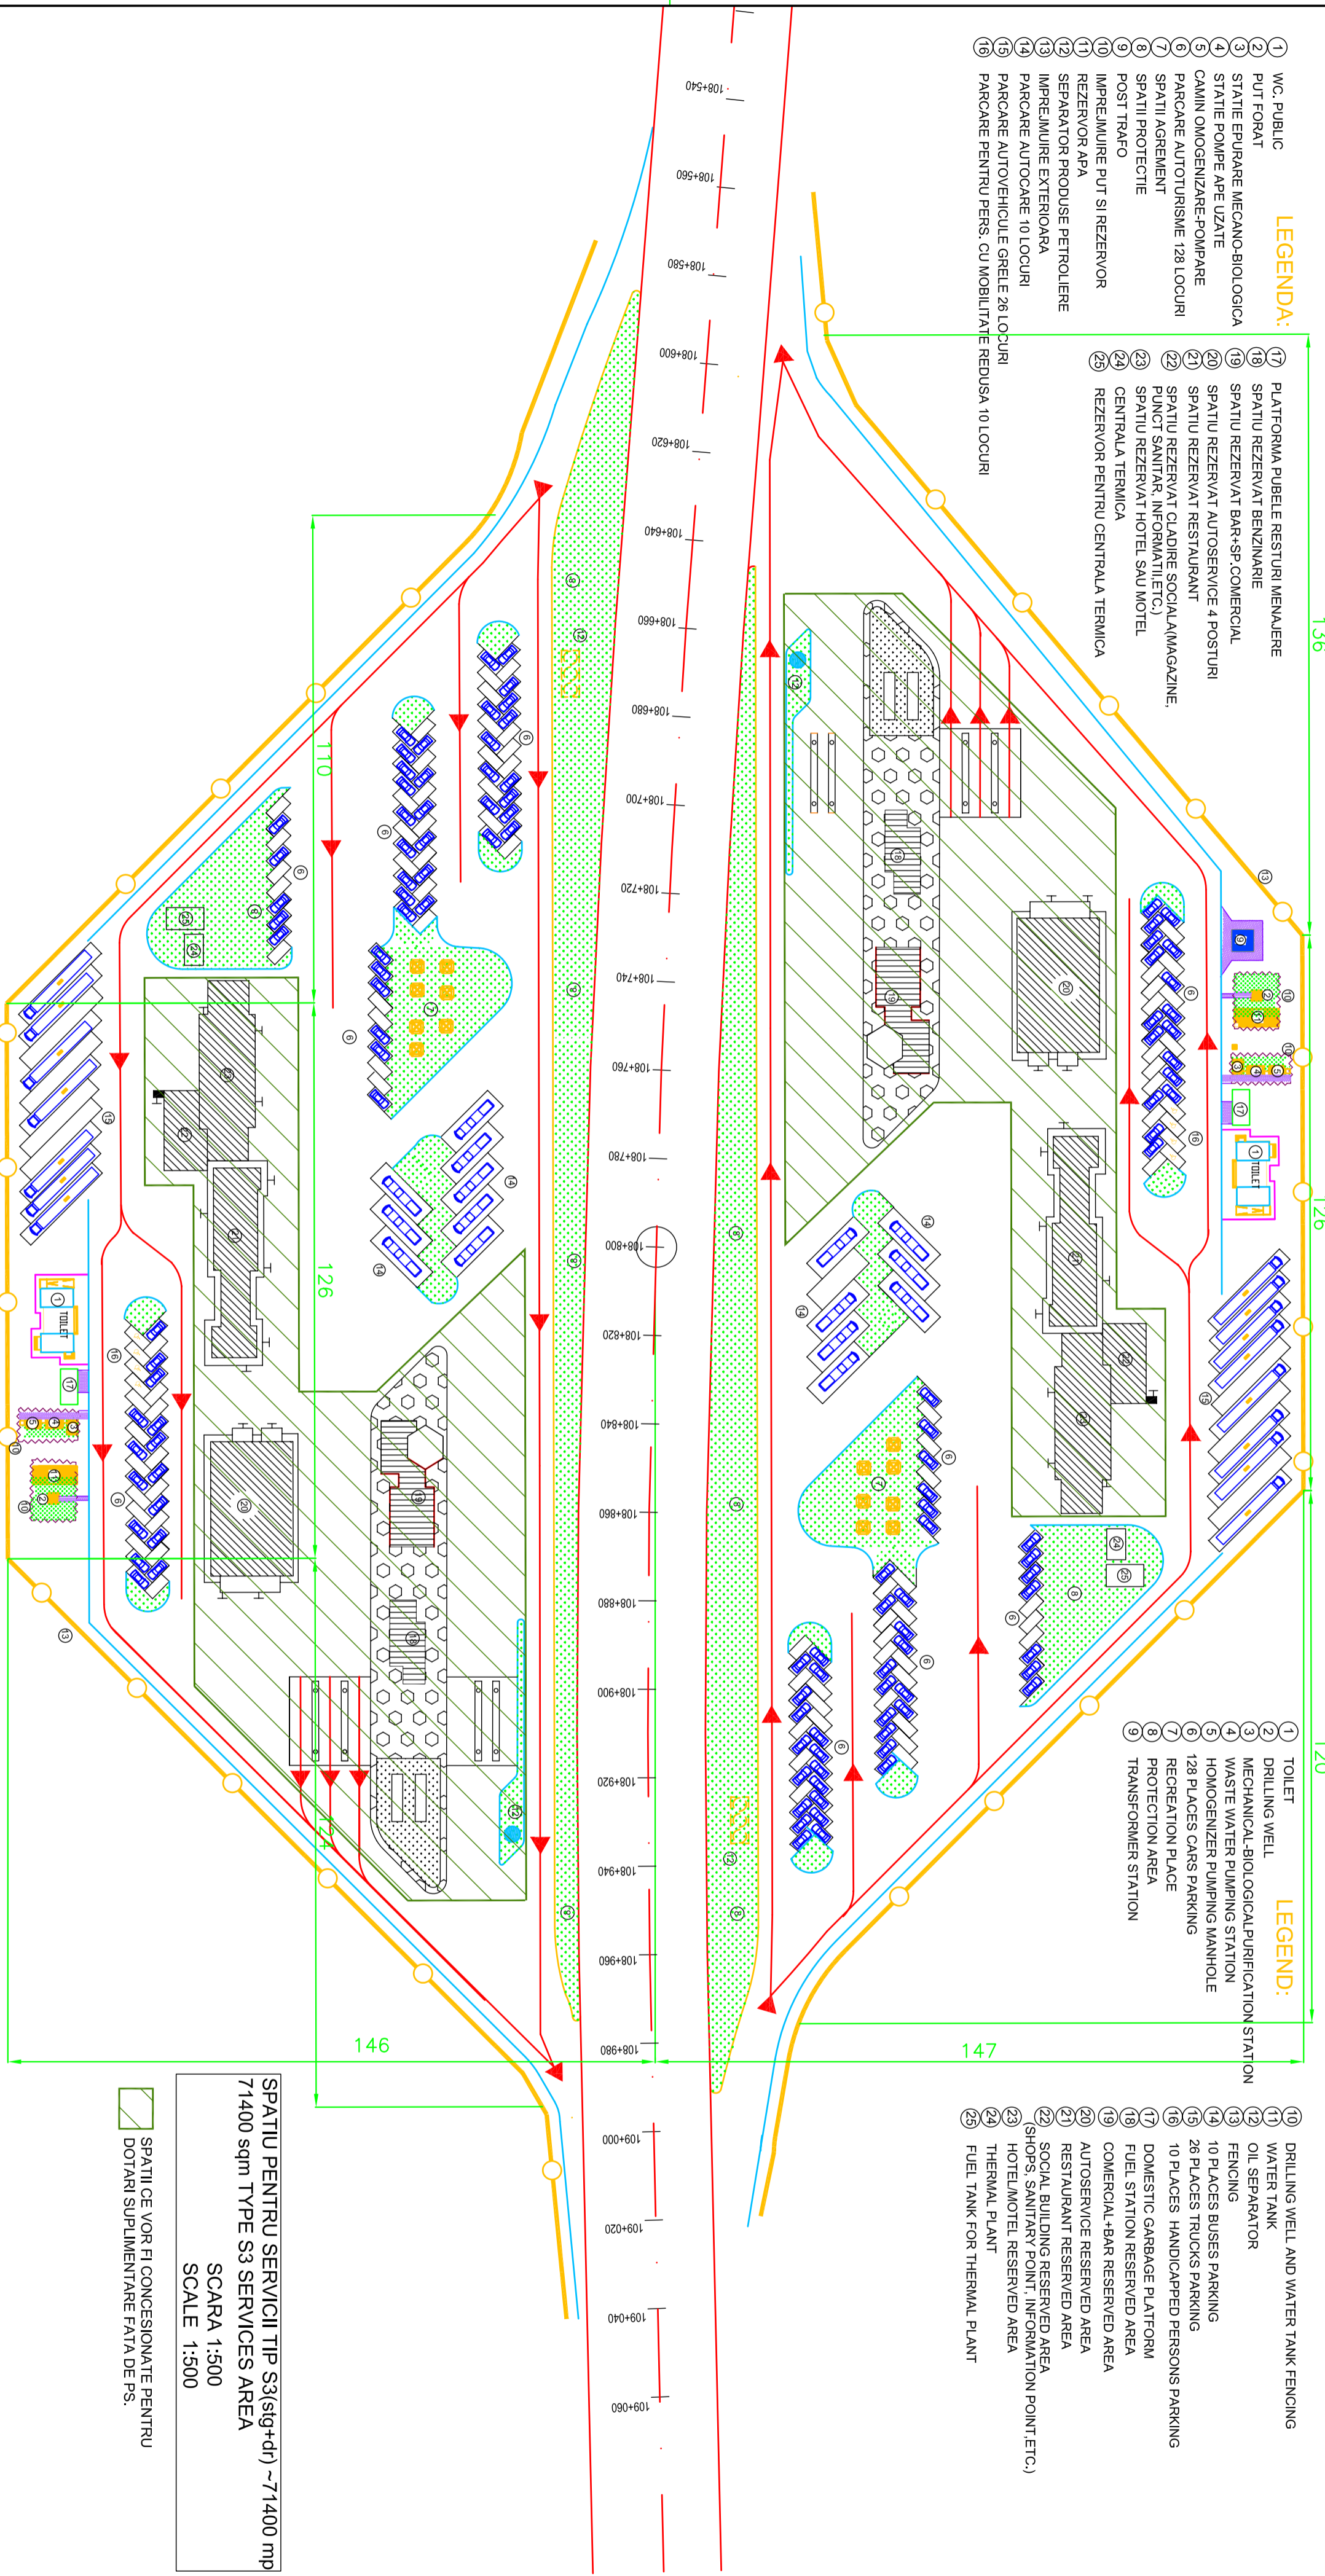 LEGENDA:
1 WC. PUBLIC
2 PUT FORAT
3 STATIE EPURARE MECANO-BIOLOGICA
4 STATIE POMPE APE UZATE
5 CAMIN OMOGENIZARE-POMPARE
6 PARCARE AUTOTURISME 128 LOCURI
7 SPATII AGREMENT
8 SPATII PROTECTIE
9 POST TRAFO
10 IMPREJMUIRE PUT SI REZERVOR
11 REZERVOR APA
12 SEPARATOR PRODUSE PETROLIERE
13 IMPREJMUIRE EXTERIOARA
14 PARCARE AUTOCARE 10 LOCURI
15 PARCARE AUTOVEHICULE GRELE 26 LOCURI
16 PARCARE PENTRU PERS. CU MOBILITATE REDUSA 10 LOCURI
17 PLATFORMA PUBELE RESTURI MENAJERE
18 SPATIU REZERVAT BENZINARIE
19 SPATIU REZERVAT BAR+SP.COMERCIAL
20 SPATIU REZERVAT AUTOSERVICE 4 POSTURI
21 SPATIU REZERVAT RESTAURANT
22 SPATIU REZERVAT CLADIRE SOCIALA(MAGAZINE,
PUNCT SANITAR, INFORMATII,ETC.)
23 SPATIU REZERVAT HOTEL SAU MOTEL
24 CENTRALA TERMICA
25 REZERVOR PENTRU CENTRALA TERMICA
LEGEND:
1 TOILET
2 DRILLING WELL
3 MECHANICAL-BIOLOGICALPURIFICATION STATION
4 WASTE WATER PUMPING STATION
5 HOMOGENIZER PUMPING MANHOLE
6 128 PLACES CARS PARKING
7 RECREATION PLACE
8 PROTECTION AREA
9 TRANSFORMER STATION
10 DRILLING WELL AND WATER TANK FENCING
11 WATER TANK
12 OIL SEPARATOR
13 FENCING
14 10 PLACES BUSES PARKING
15 26 PLACES TRUCKS PARKING
16 10 PLACES HANDICAPPED PERSONS PARKING
17 DOMESTIC GARBAGE PLATFORM
18 FUEL STATION RESERVED AREA
19 COMERCIAL+BAR RESERVED AREA
20 AUTOSERVICE RESERVED AREA
21 RESTAURANT RESERVED AREA
22 SOCIAL BUILDING RESERVED AREA
(SHOPS, SANITARY POINT, INFORMATION POINT,ETC.)
23 HOTEL/MOTEL RESERVED AREA
24 THERMAL PLANT
25 FUEL TANK FOR THERMAL PLANT
136
126
120
TOILET
108+540
108+560
108+580
108+600
108+620
108+640
108+660
108+680
108+700
108+720
108+740
108+760
108+780
108+800
108+820
108+840
108+860
108+880
108+900
108+920
108+940
108+960
108+980
109+000
109+020
109+040
109+060
147
146
110
126
124
TOILET
SPATIU PENTRU SERVICII TIP S3(stg+dr) ~71400 mp
71400 sqm TYPE S3 SERVICES AREA
SCARA 1:500
SCALE 1:500
SPATII CE VOR FI CONCESIONATE PENTRU
DOTARI SUPLIMENTARE FATA DE PS.